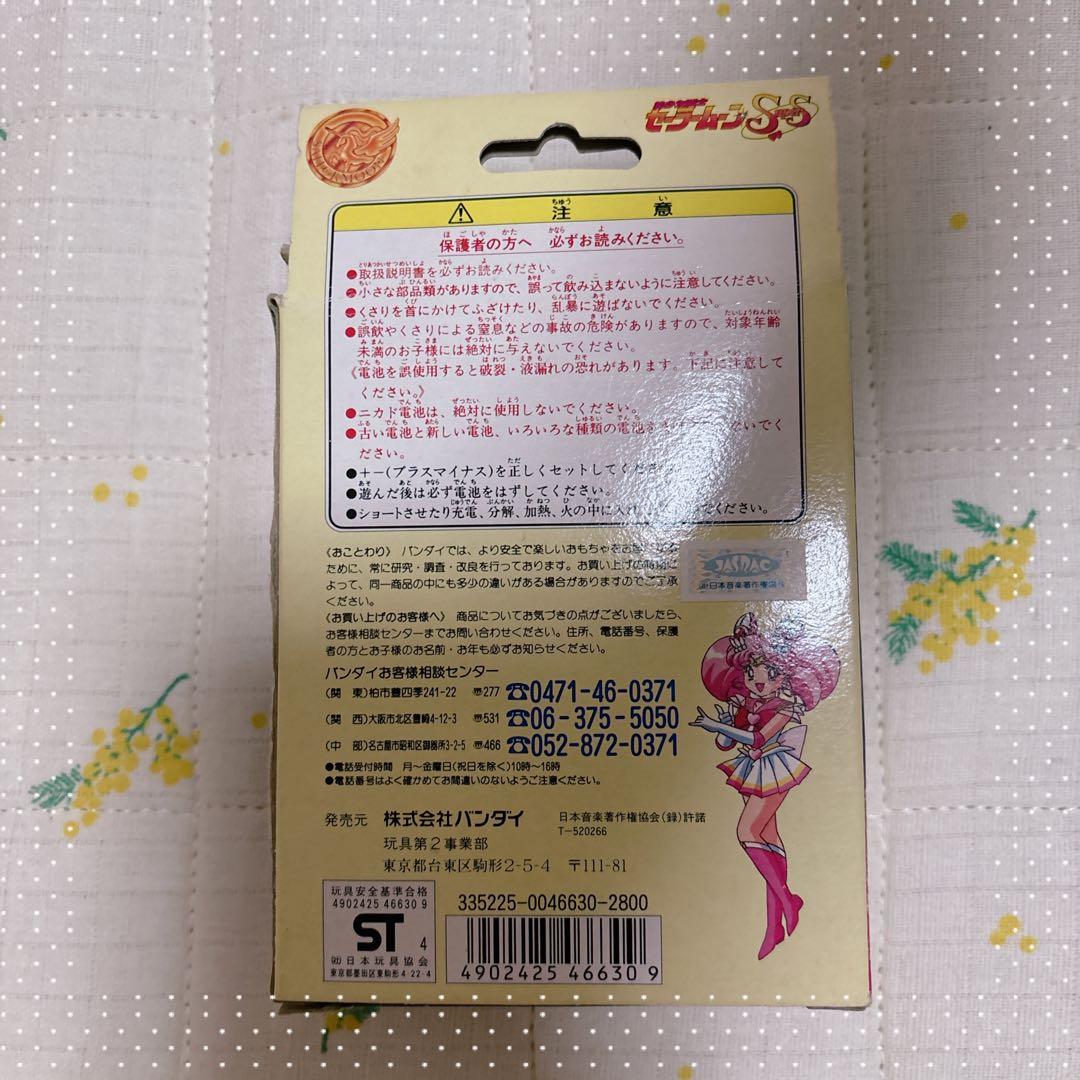 美少女戦士
セーラームーン SuperS
注意
保護者の方へ 必ずお読みください。
●取扱説明書を必ずお読みください。
●小さな部品類がありますので、誤って飲み込まないように注意してください。
●くさりを首にかけてふざけたり、乱暴に遊ばないでください。
●誤飲やくさりによる窒息などの事故の危険がありますので、対象年齢
未満のお子様には絶対に与えないでください。
《電池を誤使用すると破裂・液漏れの恐れがあります。下記に注意して
ください。》
●ニカド電池は、絶対に使用しないでください。
●古い電池と新しい電池、いろいろな種類の電池
ください。
●+-(プラスマイナス)を正しくセットしてください。
●遊んだ後は必ず電池をはずしてください。
●ショートさせたり充電、分解、加熱、火の中に入れ でください。
《おことわり》 バンダイでは、より安全で楽しいおもちゃをお
ために、常に研究・調査・改良を行っております。お買い上げの時期に
よって、同一商品の中にも多少の違いがある場合がありますのでご了承
ください。
《お買い上げのお客様へ》 商品についてお気づきの点がございましたら、
お客様相談センターまでお問い合わせください。住所、電話番号、保護
者の方とお子様のお名前・お年も必ずお知らせください。
JASRAC
㈳日本音楽著作権協会
バンダイお客様相談センター
(関 東)柏市豊四季241-22 〒277 ☎0471-46-0371
(関 西)大阪市北区豊崎4-12-3 〒531 ☎06-375-5050
(中 部)名古屋市昭和区御器所3-2-5 〒466 ☎052-872-0371
●電話受付時間 月〜金曜日(祝日を除く)10時〜16時
●電話番号はよく確かめてお間違いのないようご注意ください。
発売元 株式会社バンダイ
玩具第2事業部
東京都台東区駒形2-5-4 〒111-81
日本音楽著作権協会(録)許諾
T-520266
玩具安全基準合格
4902425 46630 9
ST 4
㈳日本玩具協会
東京都墨田区東駒形4-22-4
335225-0046630-2800
4902425 466309